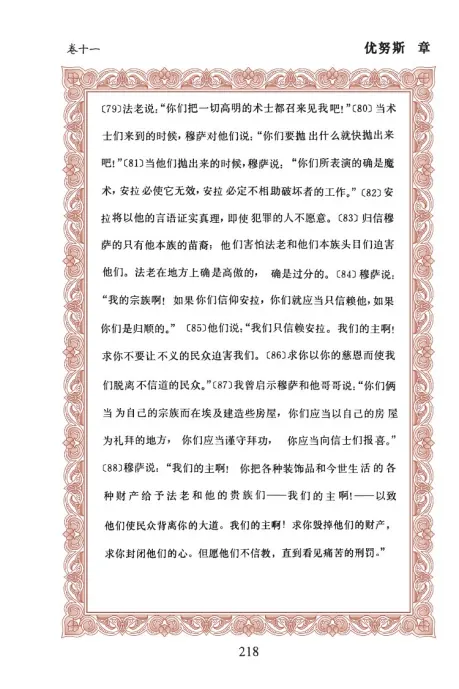 卷十一
优努斯 章
〔79〕法老说:“你们把一切高明的术士都召来见我吧!”〔80〕当术
士们来到的时候,穆萨对他们说:“你们要抛出什么就快抛出来
吧!”〔81〕当他们抛出来的时候,穆萨说:“你们所表演的确是魔
术,安拉必使它无效,安拉必定不相助破坏者的工作。”〔82〕安
拉将以他的言语证实真理,即使犯罪的人不愿意。〔83〕归信穆
萨的只有他本族的苗裔;他们害怕法老和他们本族头目们迫害
他们。法老在地方上确是高傲的,确是过分的。〔84〕穆萨说:
“我的宗族啊!如果你们信仰安拉,你们就应当只信赖他,如果
你们是归顺的。”〔85〕他们说:“我们只信赖安拉。我们的主啊!
求你不要让不义的民众迫害我们。〔86〕求你以你的慈恩而使我
们脱离不信道的民众。”〔87〕我曾启示穆萨和他哥哥说:“你们俩
当为自己的宗族而在埃及建造些房屋,你们应当以自己的房屋
为礼拜的地方,你们应当谨守拜功,你应当向信士们报喜。”
〔88〕穆萨说:“我们的主啊!你把各种装饰品和今世生活的各
种财产给予法老和他的贵族们——我们的主啊!——以致
他们使民众背离你的大道。我们的主啊!求你毁掉他们的财产,
求你封闭他们的心。但愿他们不信教,直到看见痛苦的刑罚。”
218